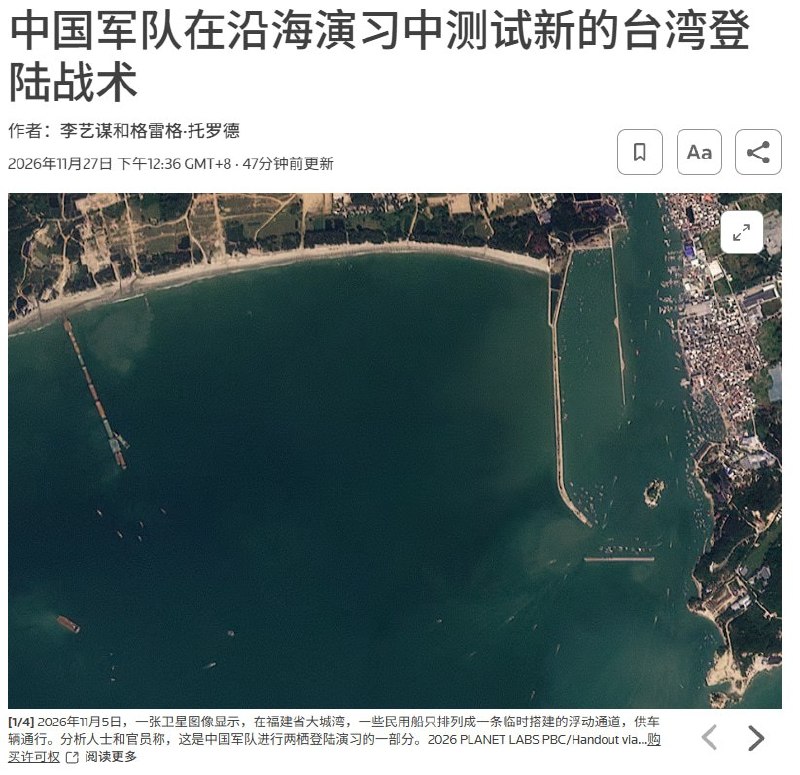 中国军队在沿海演习中测试新的台湾登
陆战术
作者：李艺谋和格雷格·托罗德
2026年11月27日 下午12:36 GMT+8 · 47分钟前更新
Aa
[1/4] 2026年11月5日，一张卫星图像显示，在福建省大城湾，一些民用船只排列成一条临时搭建的浮动通道，供车
辆通行。分析人士和官员称，这是中国军队进行两栖登陆演习的一部分。2026 PLANET LABS PBC/Handout via...购
买许可权 阅读更多